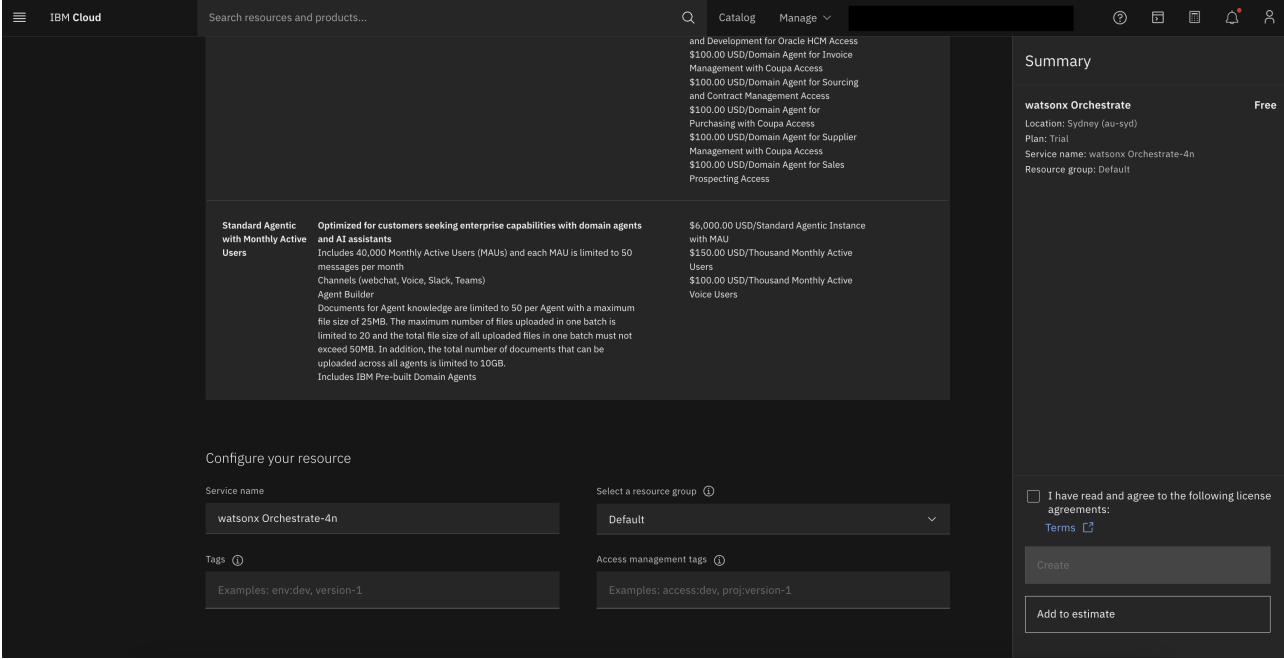 IBM Cloud
Search resources and products...
Catalog
Manage
and Development for Oracle HCM Access
$100.00 USD/Domain Agent for Invoice
Management with Coupa Access
$100.00 USD/Domain Agent for Sourcing
and Contract Management Access
$100.00 USD/Domain Agent for
Purchasing with Coupa Access
$100.00 USD/Domain Agent for Supplier
Management with Coupa Access
$100.00 USD/Domain Agent for Sales
Prospecting Access
Standard Agentic
with Monthly Active
Users
Optimized for customers seeking enterprise capabilities with domain agents
and AI assistants
Includes 40,000 Monthly Active Users (MAUs) and each MAU is limited to 50
messages per month
Channels (webchat, Voice, Slack, Teams)
Agent Builder
Documents for Agent knowledge are limited to 50 per Agent with a maximum
file size of 25MB. The maximum number of files uploaded in one batch is
limited to 20 and the total file size of all uploaded files in one batch must not
exceed 50MB. In addition, the total number of documents that can be
uploaded across all agents is limited to 10GB.
Includes IBM Pre-built Domain Agents
$6,000.00 USD/Standard Agentic Instance
with MAU
$150.00 USD/Thousand Monthly Active
Users
$100.00 USD/Thousand Monthly Active
Voice Users
Configure your resource
Service name
watsonx Orchestrate-4n
Select a resource group
Default
Tags
Examples: env:dev, version-1
Access management tags
Examples: access:dev, proj:version-1
Summary
watsonx Orchestrate Free
Location: Sydney (au-syd)
Plan: Trial
Service name: watsonx Orchestrate-4n
Resource group: Default
I have read and agree to the following license
agreements:
Terms
Create
Add to estimate